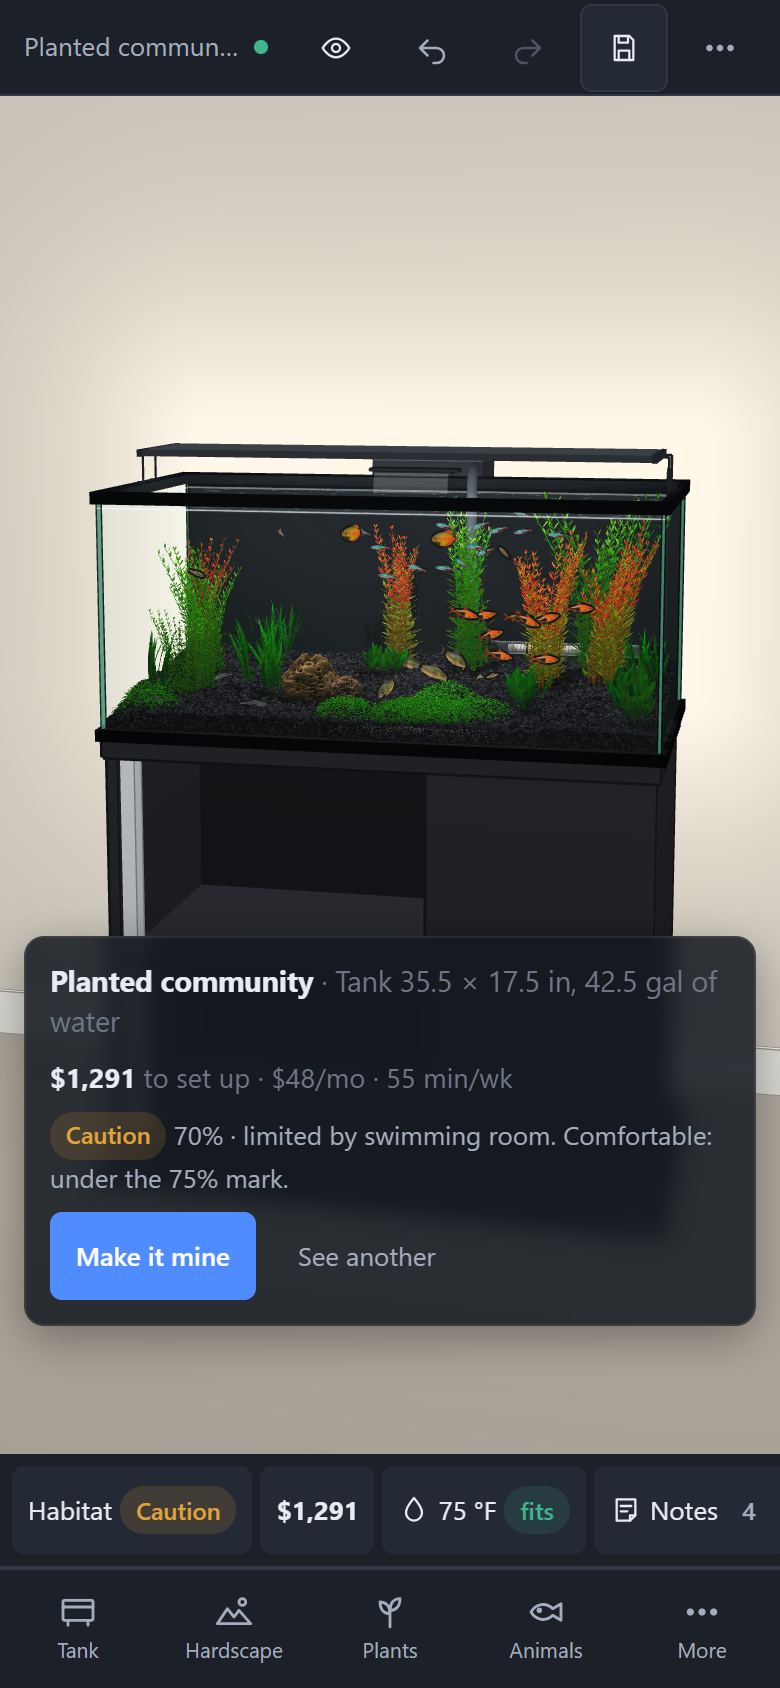 Planted commun...
Planted community · Tank 35.5 × 17.5 in, 42.5 gal of
water
$1,291 to set up · $48/mo · 55 min/wk
Caution 70% · limited by swimming room. Comfortable:
under the 75% mark.
Make it mine See another
Habitat Caution $1,291 75 °F fits Notes 4
Tank Hardscape Plants Animals More